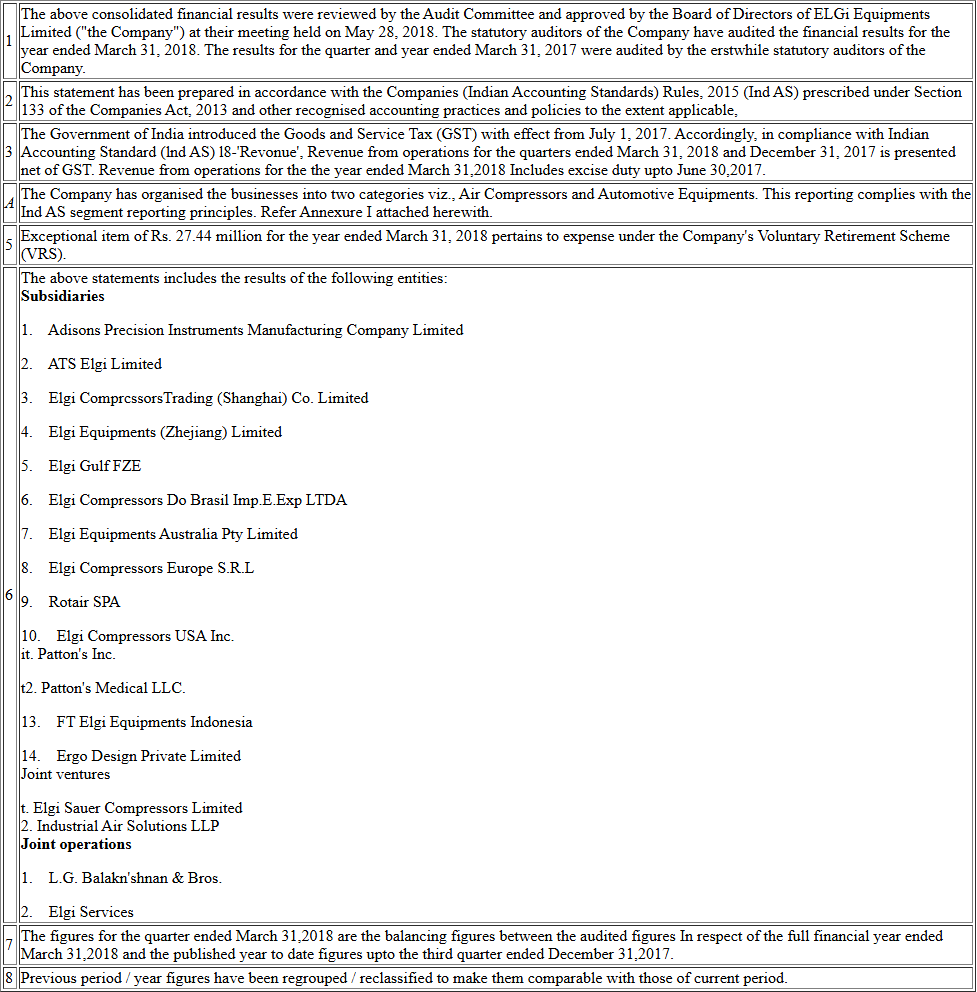 1
The above consolidated financial results were reviewed by the Audit Committee and approved by the Board of Directors of ELGi Equipments
Limited ("the Company") at their meeting held on May 28, 2018. The statutory auditors of the Company have audited the financial results for the
year ended March 31, 2018. The results for the quarter and year ended March 31, 2017 were audited by the erstwhile statutory auditors of the
Company.
2
This statement has been prepared in accordance with the Companies (Indian Accounting Standards) Rules, 2015 (Ind AS) prescribed under Section
133 of the Companies Act, 2013 and other recognised accounting practices and policies to the extent applicable,
3
The Government of India introduced the Goods and Service Tax (GST) with effect from July 1, 2017. Accordingly, in compliance with Indian
Accounting Standard (Ind AS) l8-'Revonue', Revenue from operations for the quarters ended March 31, 2018 and December 31, 2017 is presented
net of GST. Revenue from operations for the the year ended March 31,2018 Includes excise duty upto June 30,2017.
A
The Company has organised the businesses into two categories viz., Air Compressors and Automotive Equipments. This reporting complies with the
Ind AS segment reporting principles. Refer Annexure I attached herewith.
5
Exceptional item of Rs. 27.44 million for the year ended March 31, 2018 pertains to expense under the Company's Voluntary Retirement Scheme
(VRS).
6
The above statements includes the results of the following entities:
Subsidiaries
1. Adisons Precision Instruments Manufacturing Company Limited
2. ATS Elgi Limited
3. Elgi ComprcssorsTrading (Shanghai) Co. Limited
4. Elgi Equipments (Zhejiang) Limited
5. Elgi Gulf FZE
6. Elgi Compressors Do Brasil Imp.E.Exp LTDA
7. Elgi Equipments Australia Pty Limited
8. Elgi Compressors Europe S.R.L
9. Rotair SPA
10. Elgi Compressors USA Inc.
it. Patton's Inc.
t2. Patton's Medical LLC.
13. FT Elgi Equipments Indonesia
14. Ergo Design Private Limited
Joint ventures
t. Elgi Sauer Compressors Limited
2. Industrial Air Solutions LLP
Joint operations
1. L.G. Balakn'shnan & Bros.
2. Elgi Services
7
The figures for the quarter ended March 31,2018 are the balancing figures between the audited figures In respect of the full financial year ended
March 31,2018 and the published year to date figures upto the third quarter ended December 31,2017.
8
Previous period / year figures have been regrouped / reclassified to make them comparable with those of current period.